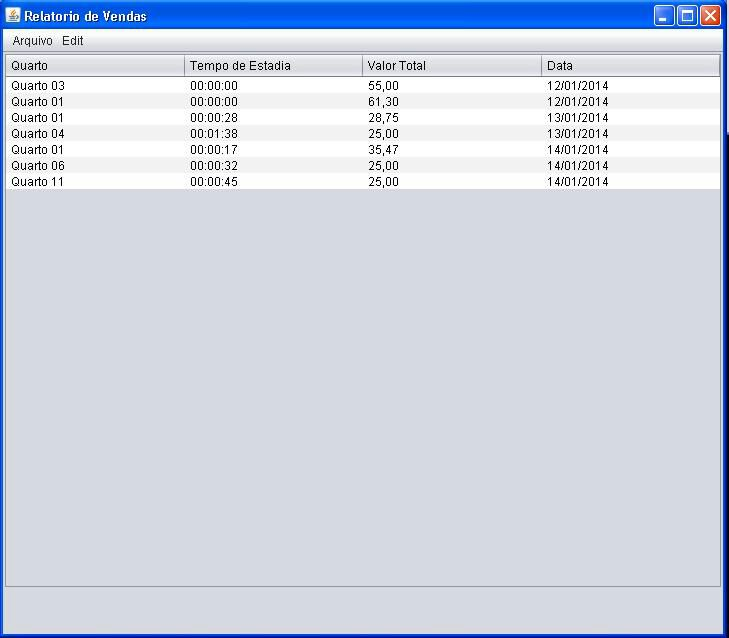 Relatorio de Vendas
Arquivo Edit
Quarto Tempo de Estadia Valor Total Data
Quarto 03 00:00:00 55,00 12/01/2014
Quarto 01 00:00:00 61,30 12/01/2014
Quarto 01 00:00:28 28,75 13/01/2014
Quarto 04 00:01:38 25,00 13/01/2014
Quarto 01 00:00:17 35,47 14/01/2014
Quarto 06 00:00:32 25,00 14/01/2014
Quarto 11 00:00:45 25,00 14/01/2014